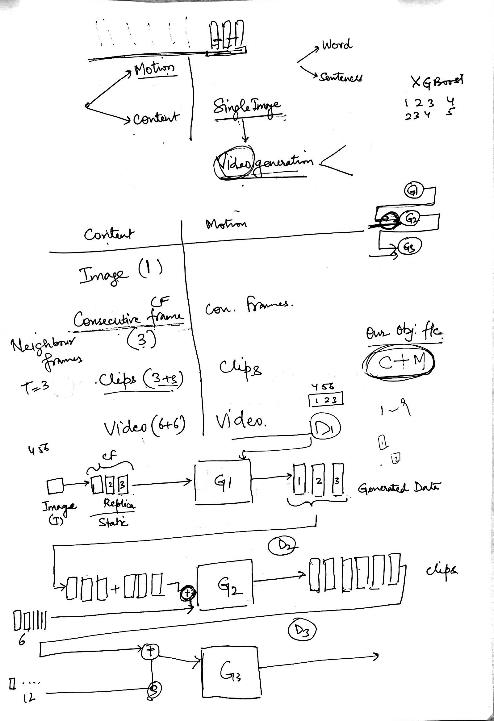 Word
Motion
Sentences
Content
XGBoost
1 2 3 4
2 3 4 5
Single Image
Video generation
G1
G2
G3
Content Motion
Image (1)
CF
Consecutive frame Con. Frames.
(3)
Neighbour
frames
T=3
Clips (3+3) Clips
Our Obj. fk
C+M
Video (6+6) Video.
4 5 6
1 2 3
D1
1-9
4 5 6
CF
1 2 3
G1
1 2 3
Image
(I)
Replica
Static
Generated Data
D2
+
+
G2
Clips
6
D3
+
G3
12